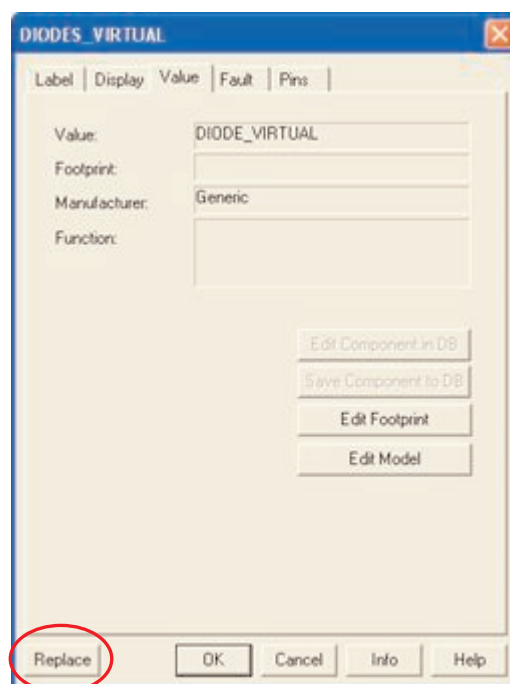 DIODES_VIRTUAL
Label Display Value Fault Pins
Value: DIODE_VIRTUAL
Footprint:
Manufacturer: Generic
Function:
Edit Component in DB
Save Component to DB
Edit Footprint
Edit Model
Replace OK Cancel Info Help